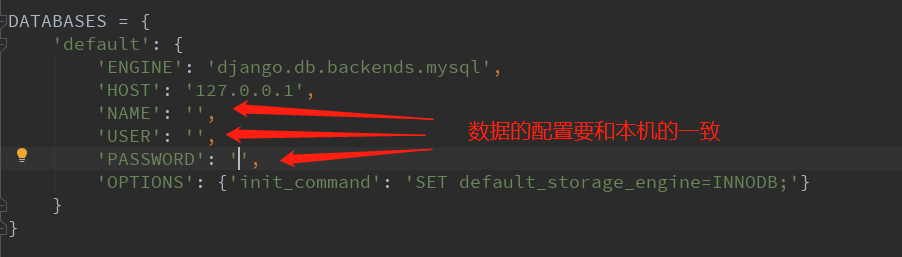 DATABASES = {
'default': {
'ENGINE': 'django.db.backends.mysql',
'HOST': '127.0.0.1',
'NAME': '',
'USER': '',
数据的配置要和本机的一致
'PASSWORD': '',
'OPTIONS': {'init_command': 'SET default_storage_engine=INNODB;'}
}
}